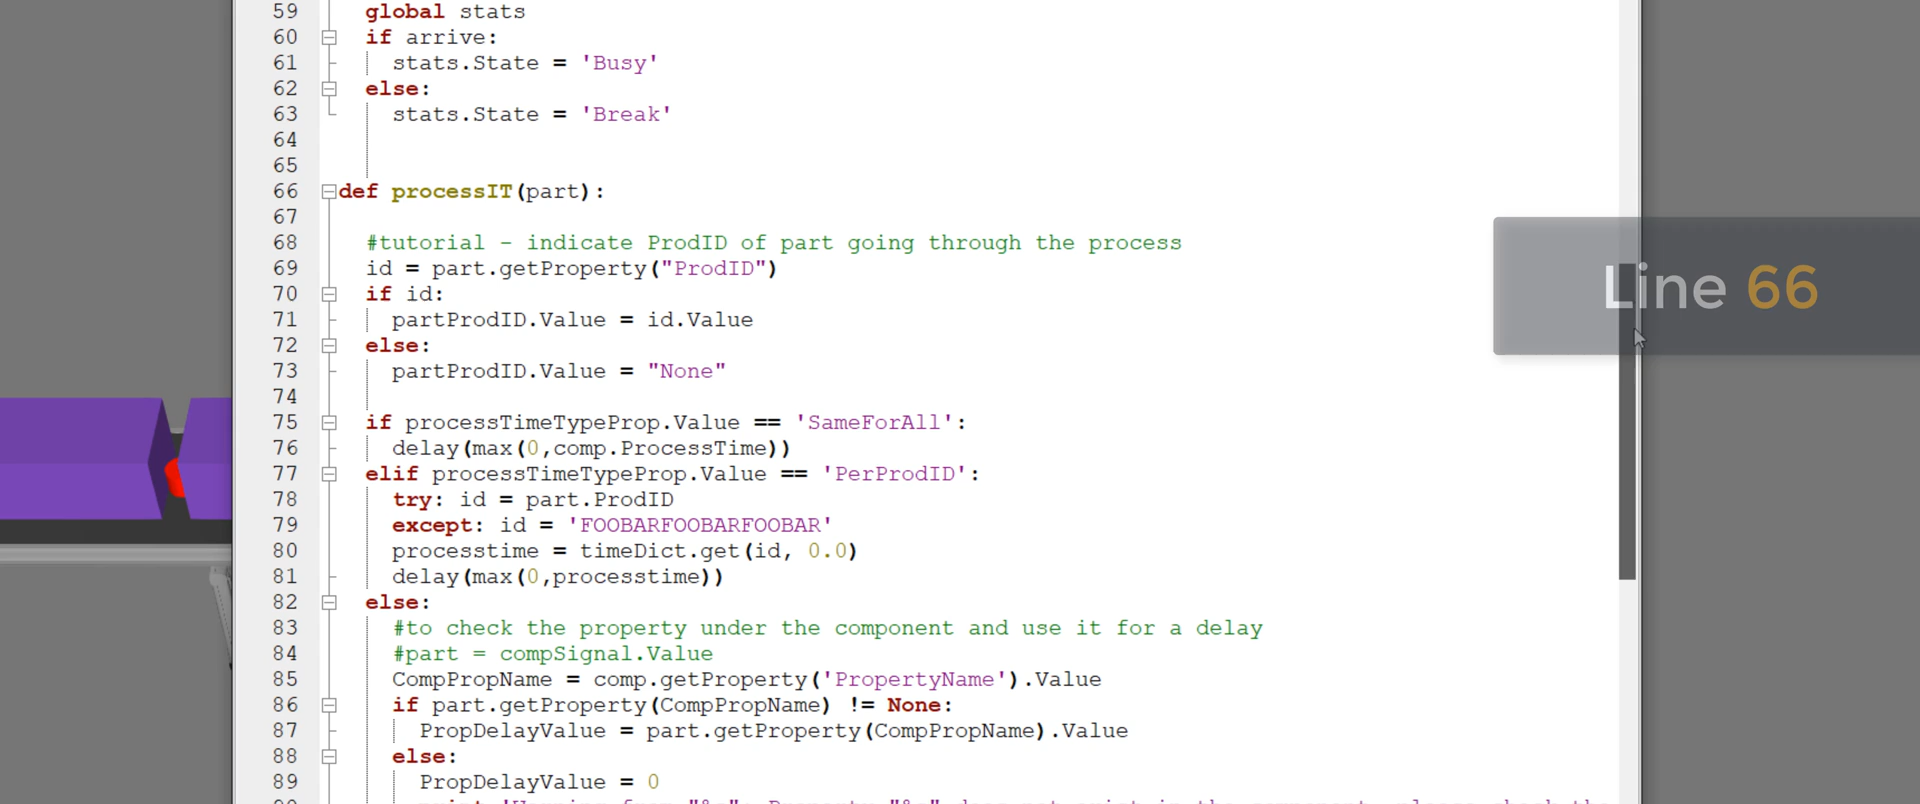 59 global stats
60 if arrive:
61 stats.State = 'Busy'
62 else:
63 stats.State = 'Break'
64
65
66 def processIT(part):
67
68 #tutorial - indicate ProdID of part going through the process
69 id = part.getProperty("ProdID")
70 if id:
71 partProdID.Value = id.Value
72 else:
73 partProdID.Value = "None"
74
75 if processTimeTypeProp.Value == 'SameForAll':
76 delay(max(0,comp.ProcessTime))
77 elif processTimeTypeProp.Value == 'PerProdID':
78 try: id = part.ProdID
79 except: id = 'FOOBARFOOBARFOOBAR'
80 processtime = timeDict.get(id, 0.0)
81 delay(max(0,processtime))
82 else:
83 #to check the property under the component and use it for a delay
84 #part = compSignal.Value
85 CompPropName = comp.getProperty('PropertyName').Value
86 if part.getProperty(CompPropName) != None:
87 PropDelayValue = part.getProperty(CompPropName).Value
88 else:
89 PropDelayValue = 0
Line 66